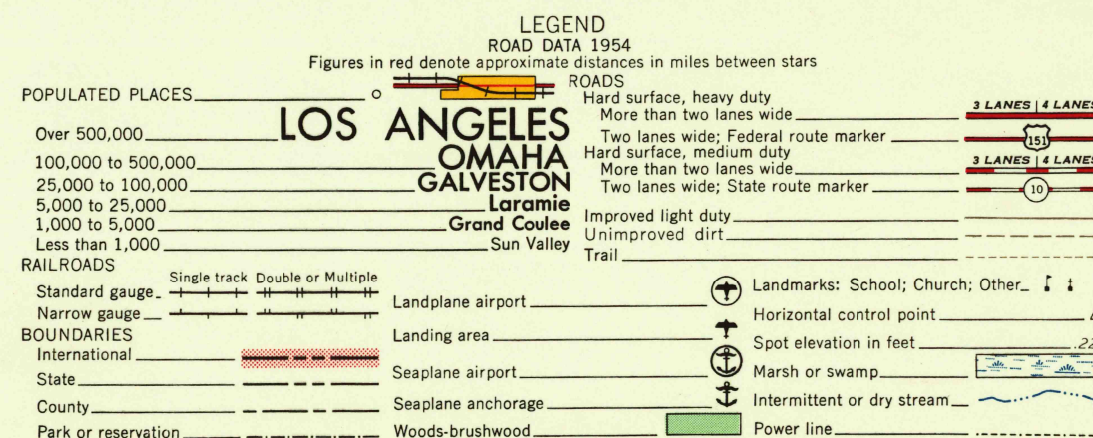 LEGEND
ROAD DATA 1954
Figures in red denote approximate distances in miles between stars
POPULATED PLACES
Over 500,000 LOS ANGELES
100,000 to 500,000 OMAHA
25,000 to 100,000 GALVESTON
5,000 to 25,000 Laramie
1,000 to 5,000 Grand Coulee
Less than 1,000 Sun Valley
ROADS
Hard surface, heavy duty
More than two lanes wide 3 LANES | 4 LANES
Two lanes wide; Federal route marker 151
Hard surface, medium duty
More than two lanes wide 3 LANES | 4 LANES
Two lanes wide; State route marker 10
Improved light duty
Unimproved dirt
Trail
RAILROADS
Single track Double or Multiple
Standard gauge
Narrow gauge
BOUNDARIES
International
State
County
Park or reservation
Landplane airport
Landing area
Seaplane airport
Seaplane anchorage
Woods-brushwood
Landmarks: School; Church; Other
Horizontal control point
Spot elevation in feet
Marsh or swamp
Intermittent or dry stream
Power line